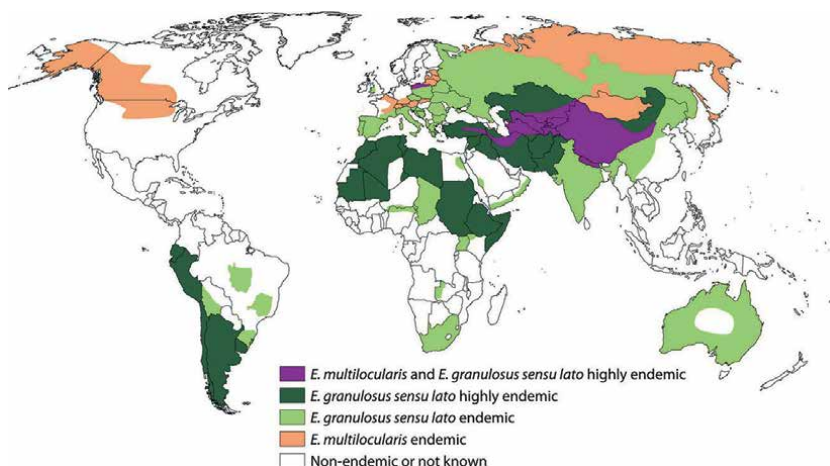 E. multilocularis and E. granulosus sensu lato highly endemic
E. granulosus sensu lato highly endemic
E. granulosus sensu lato endemic
E. multilocularis endemic
Non-endemic or not known